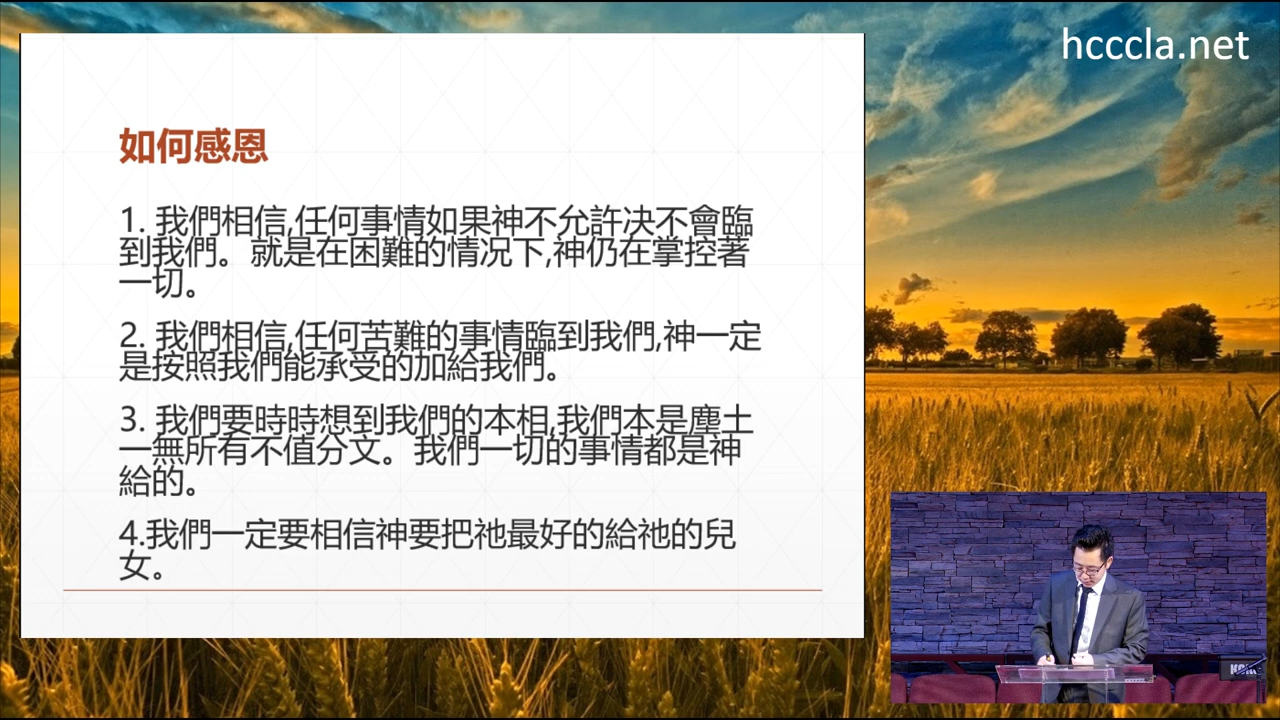 hcccla.net
如何感恩
1. 我們相信,任何事情如果神不允許决不會臨
到我們。就是在困難的情況下,神仍在掌控著
一切。
2. 我們相信,任何苦難的事情臨到我們,神一定
是按照我們能承受的加給我們。
3. 我們要時時想到我們的本相,我們本是塵土
一無所有不值分文。我們一切的事情都是神
給的。
4.我們一定要相信神要把祂最好的給祂的兒
女。